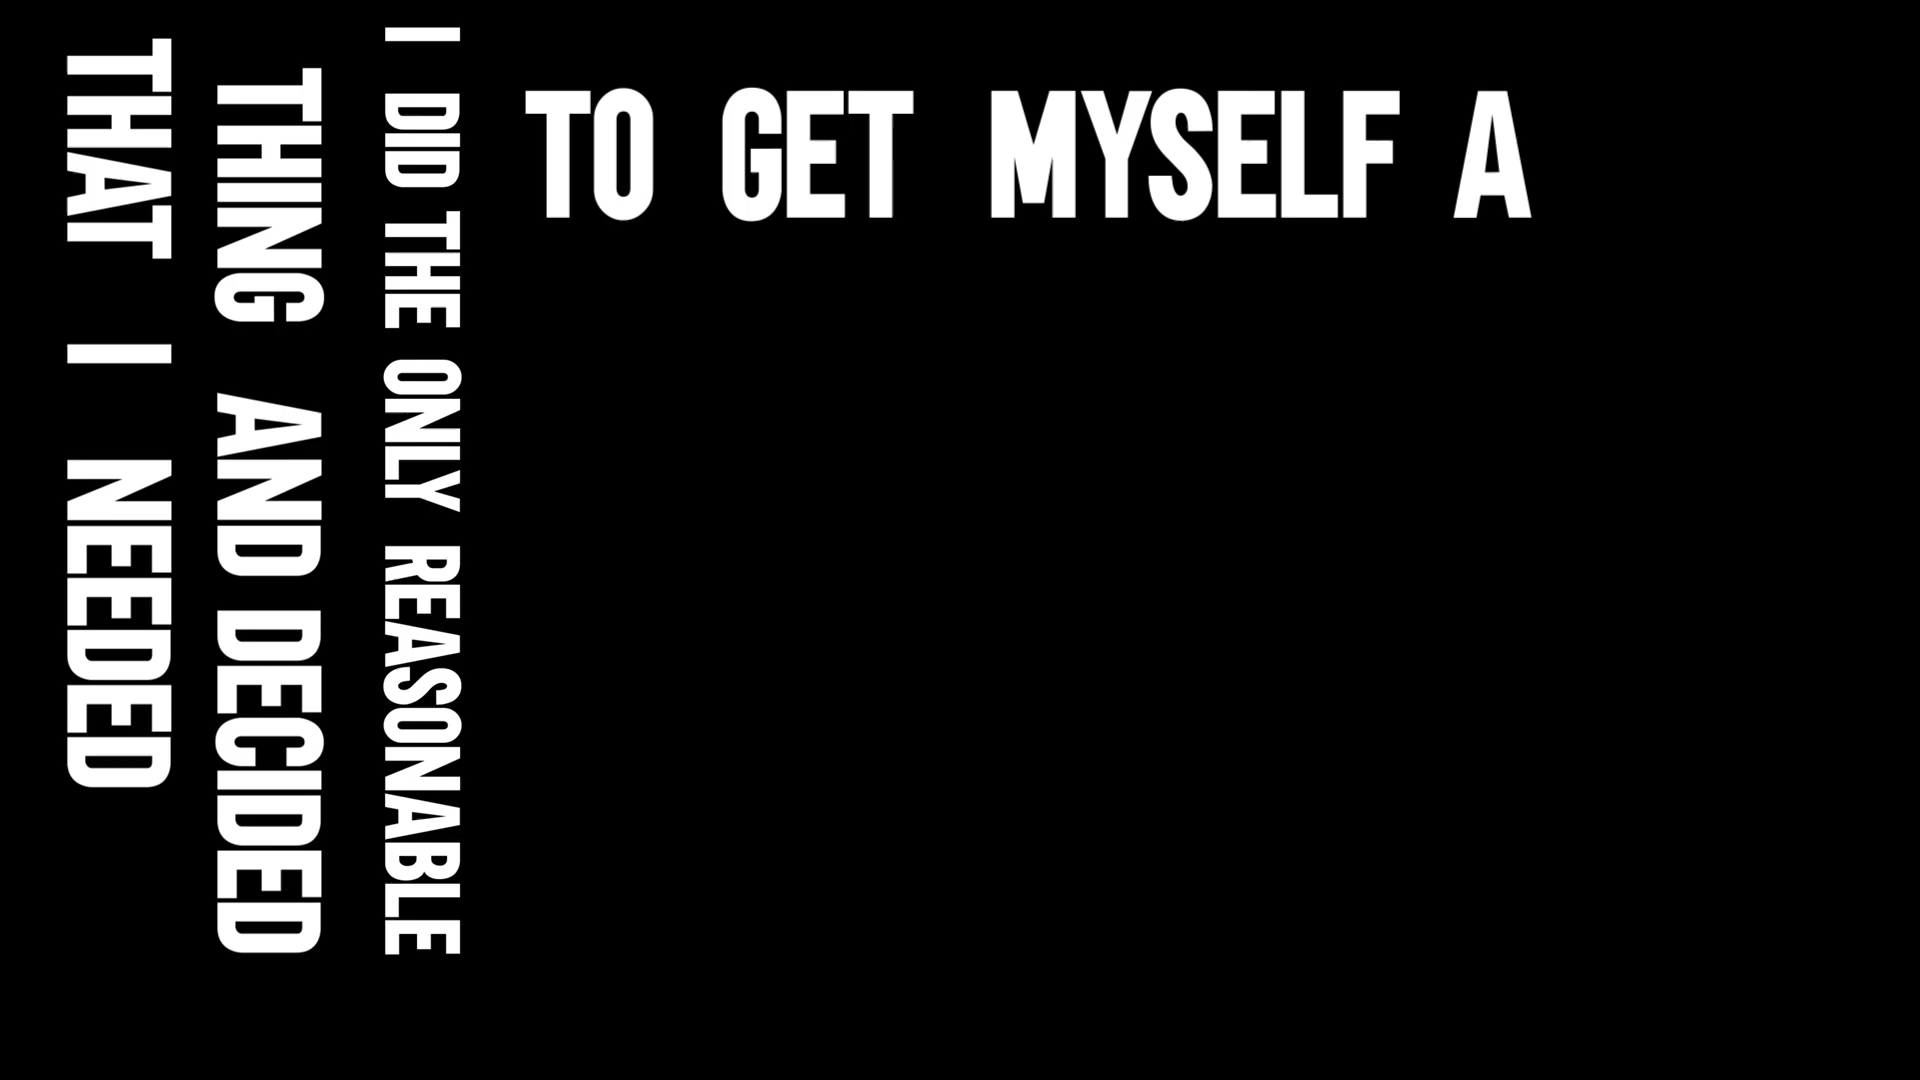 I DID THE ONLY REASONABLE
THING AND DECIDED
THAT I NEEDED
TO GET MYSELF A